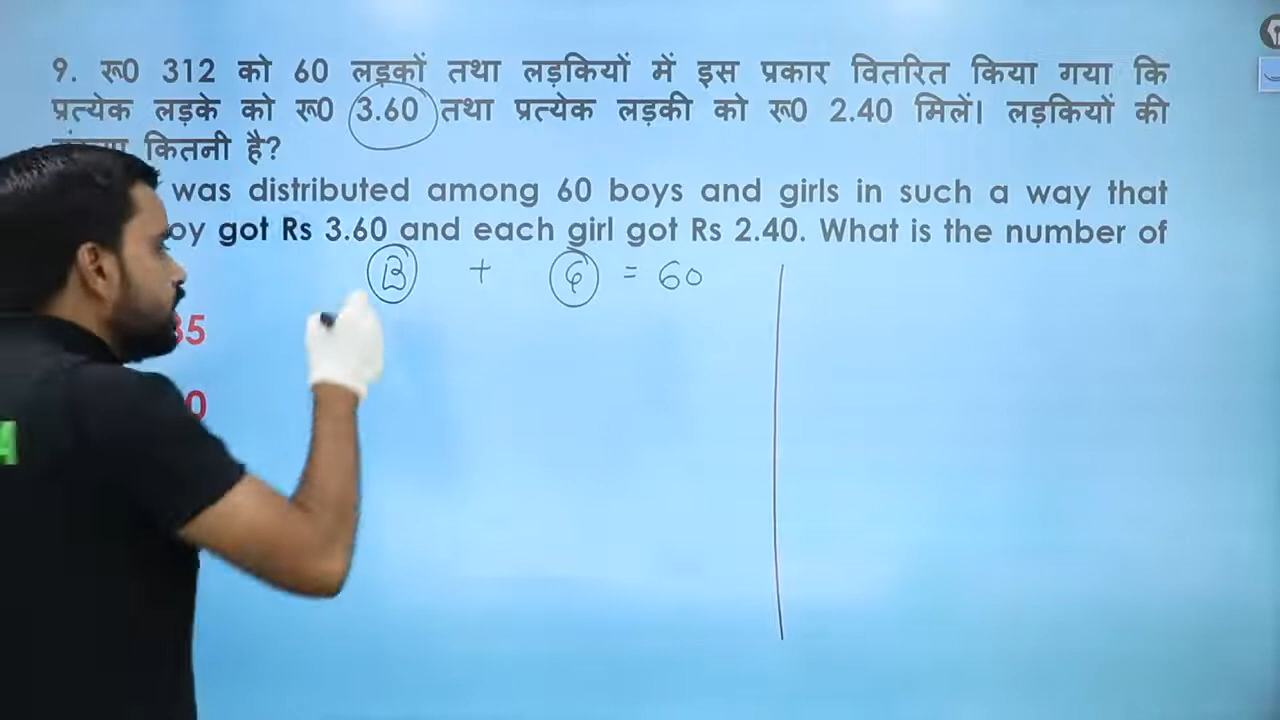 9. रू0 312 को 60 लड़कों तथा लड़कियों में इस प्रकार वितरित किया गया कि
प्रत्येक लड़के को रू0 3.60 तथा प्रत्येक लड़की को रू0 2.40 मिलें। लड़कियों की
कितनी है?
was distributed among 60 boys and girls in such a way that
got Rs 3.60 and each girl got Rs 2.40. What is the number of
B + G = 60
35